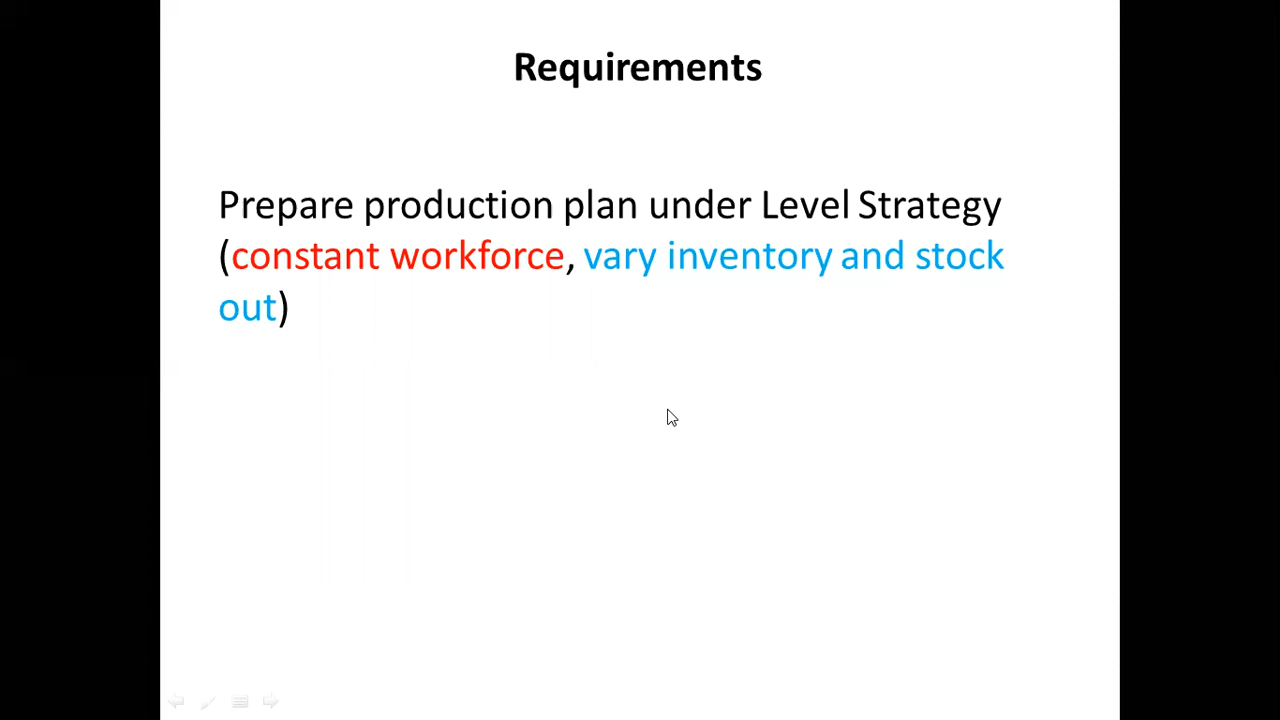 Requirements
Prepare production plan under Level Strategy
(constant workforce, vary inventory and stock
out)